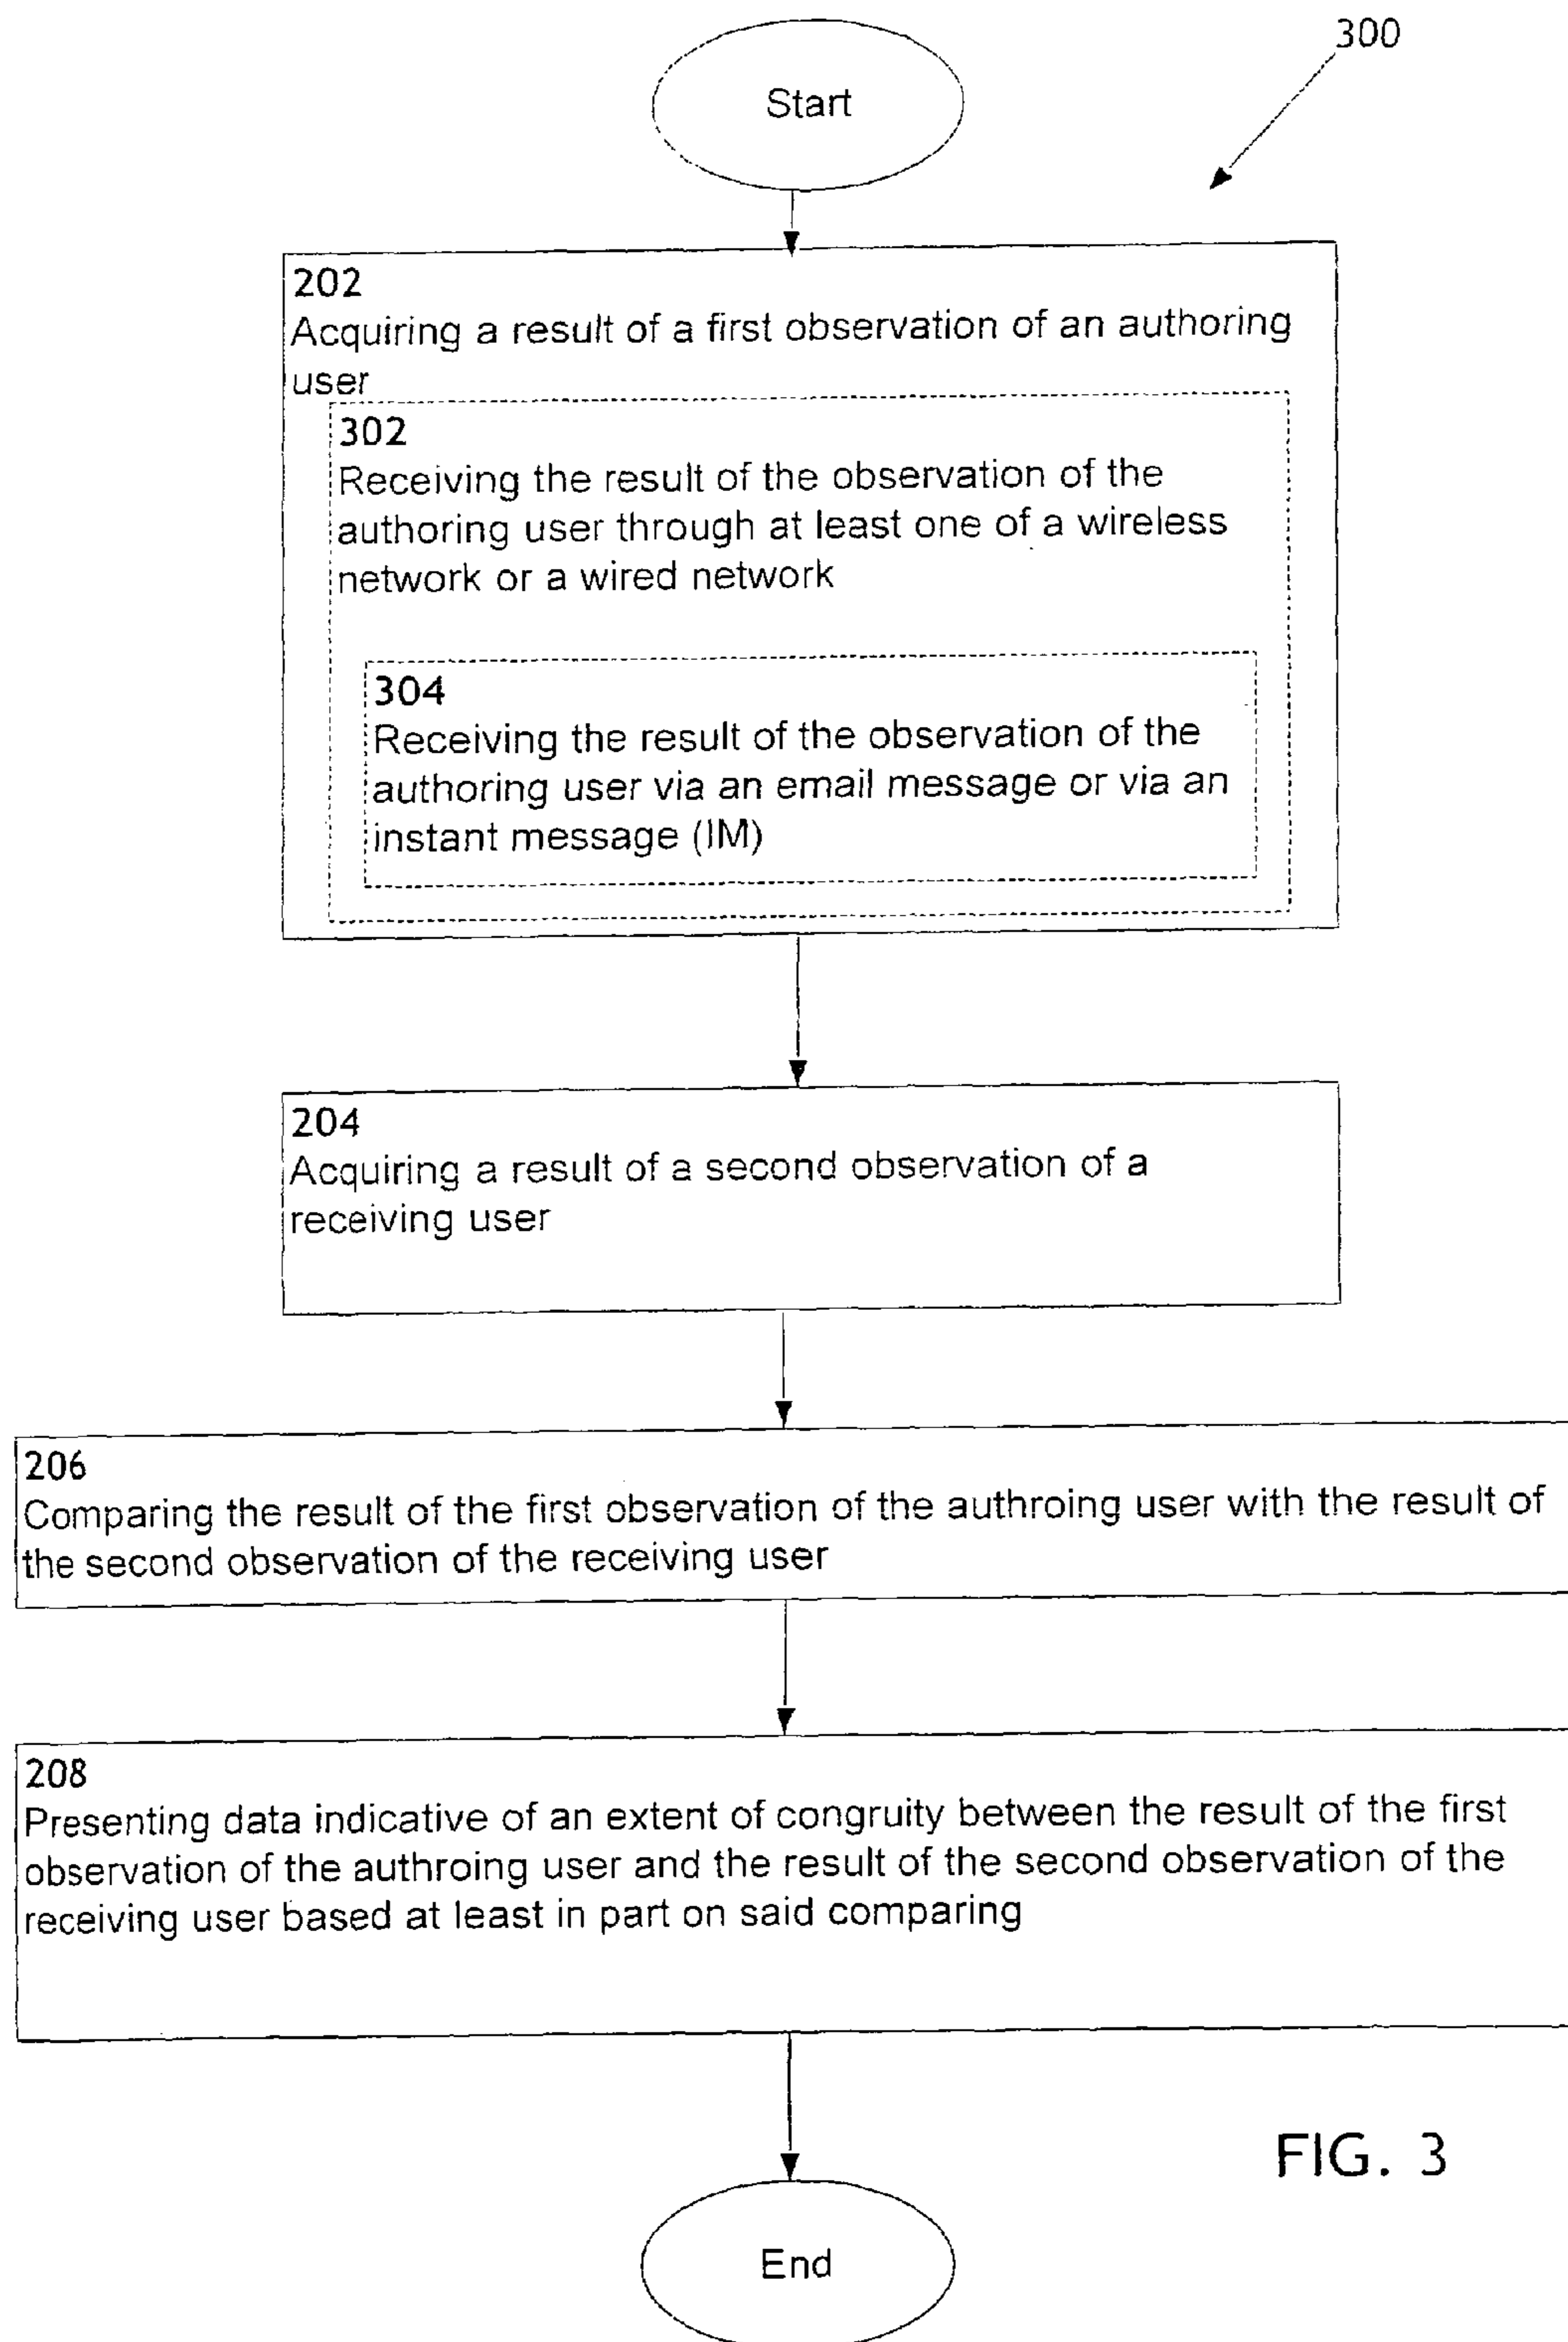 300
Start
202
Acquiring a result of a first observation of an authoring
user
302
Receiving the result of the observation of the
authoring user through at least one of a wireless
network or a wired network
304
Receiving the result of the observation of the
authoring user via an email message or via an
instant message (IM)
204
Acquiring a result of a second observation of a
receiving user
206
Comparing the result of the first observation of the authroing user with the result of
the second observation of the receiving user
208
Presenting data indicative of an extent of congruity between the result of the first
observation of the authroing user and the result of the second observation of the
receiving user based at least in part on said comparing
FIG. 3
End